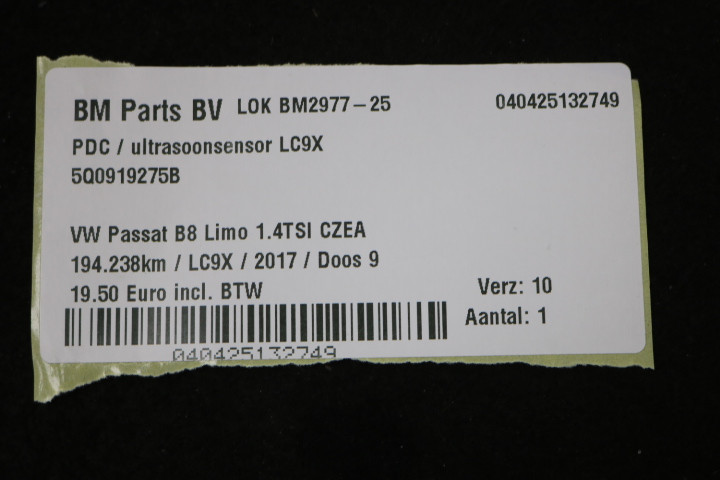 BM Parts BV LOK BM2977-25 040425132749
PDC / ultrasoonsensor LC9X
5Q0919275B
VW Passat B8 Limo 1.4TSI CZEA
194.238km / LC9X / 2017 / Doos 9
19.50 Euro incl. BTW Verz: 10
Aantal: 1
040425132749